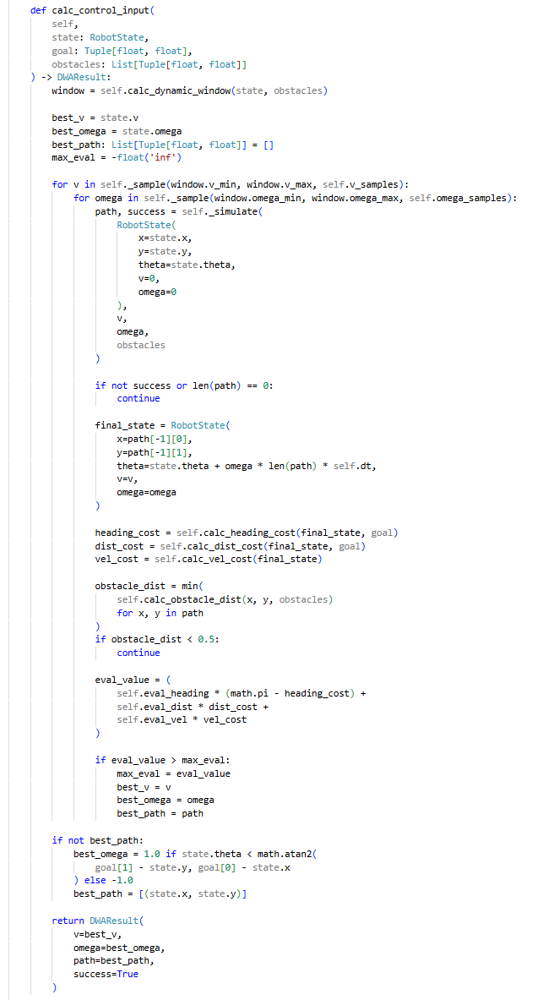 def calc_control_input(
    self,
    state: RobotState,
    goal: Tuple[float, float],
    obstacles: List[Tuple[float, float]]
) -> DWAResult:
    window = self.calc_dynamic_window(state, obstacles)

    best_v = state.v
    best_omega = state.omega
    best_path: List[Tuple[float, float]] = []
    max_eval = -float('inf')

    for v in self._sample(window.v_min, window.v_max, self.v_samples):
        for omega in self._sample(window.omega_min, window.omega_max, self.omega_samples):
            path, success = self._simulate(
                RobotState(
                    x=state.x,
                    y=state.y,
                    theta=state.theta,
                    v=0,
                    omega=0
                ),
                v,
                omega,
                obstacles
            )

            if not success or len(path) == 0:
                continue

            final_state = RobotState(
                x=path[-1][0],
                y=path[-1][1],
                theta=state.theta + omega * len(path) * self.dt,
                v=v,
                omega=omega
            )

            heading_cost = self.calc_heading_cost(final_state, goal)
            dist_cost = self.calc_dist_cost(final_state, goal)
            vel_cost = self.calc_vel_cost(final_state)

            obstacle_dist = min(
                self.calc_obstacle_dist(x, y, obstacles)
                for x, y in path
            )
            if obstacle_dist < 0.5:
                continue

            eval_value = (
                self.eval_heading * (math.pi - heading_cost) +
                self.eval_dist * dist_cost +
                self.eval_vel * vel_cost
            )

            if eval_value > max_eval:
                max_eval = eval_value
                best_v = v
                best_omega = omega
                best_path = path

    if not best_path:
        best_omega = 1.0 if state.theta < math.atan2(
            goal[1] - state.y, goal[0] - state.x
        ) else -1.0
        best_path = [(state.x, state.y)]

    return DWAResult(
        v=best_v,
        omega=best_omega,
        path=best_path,
        success=True
    )